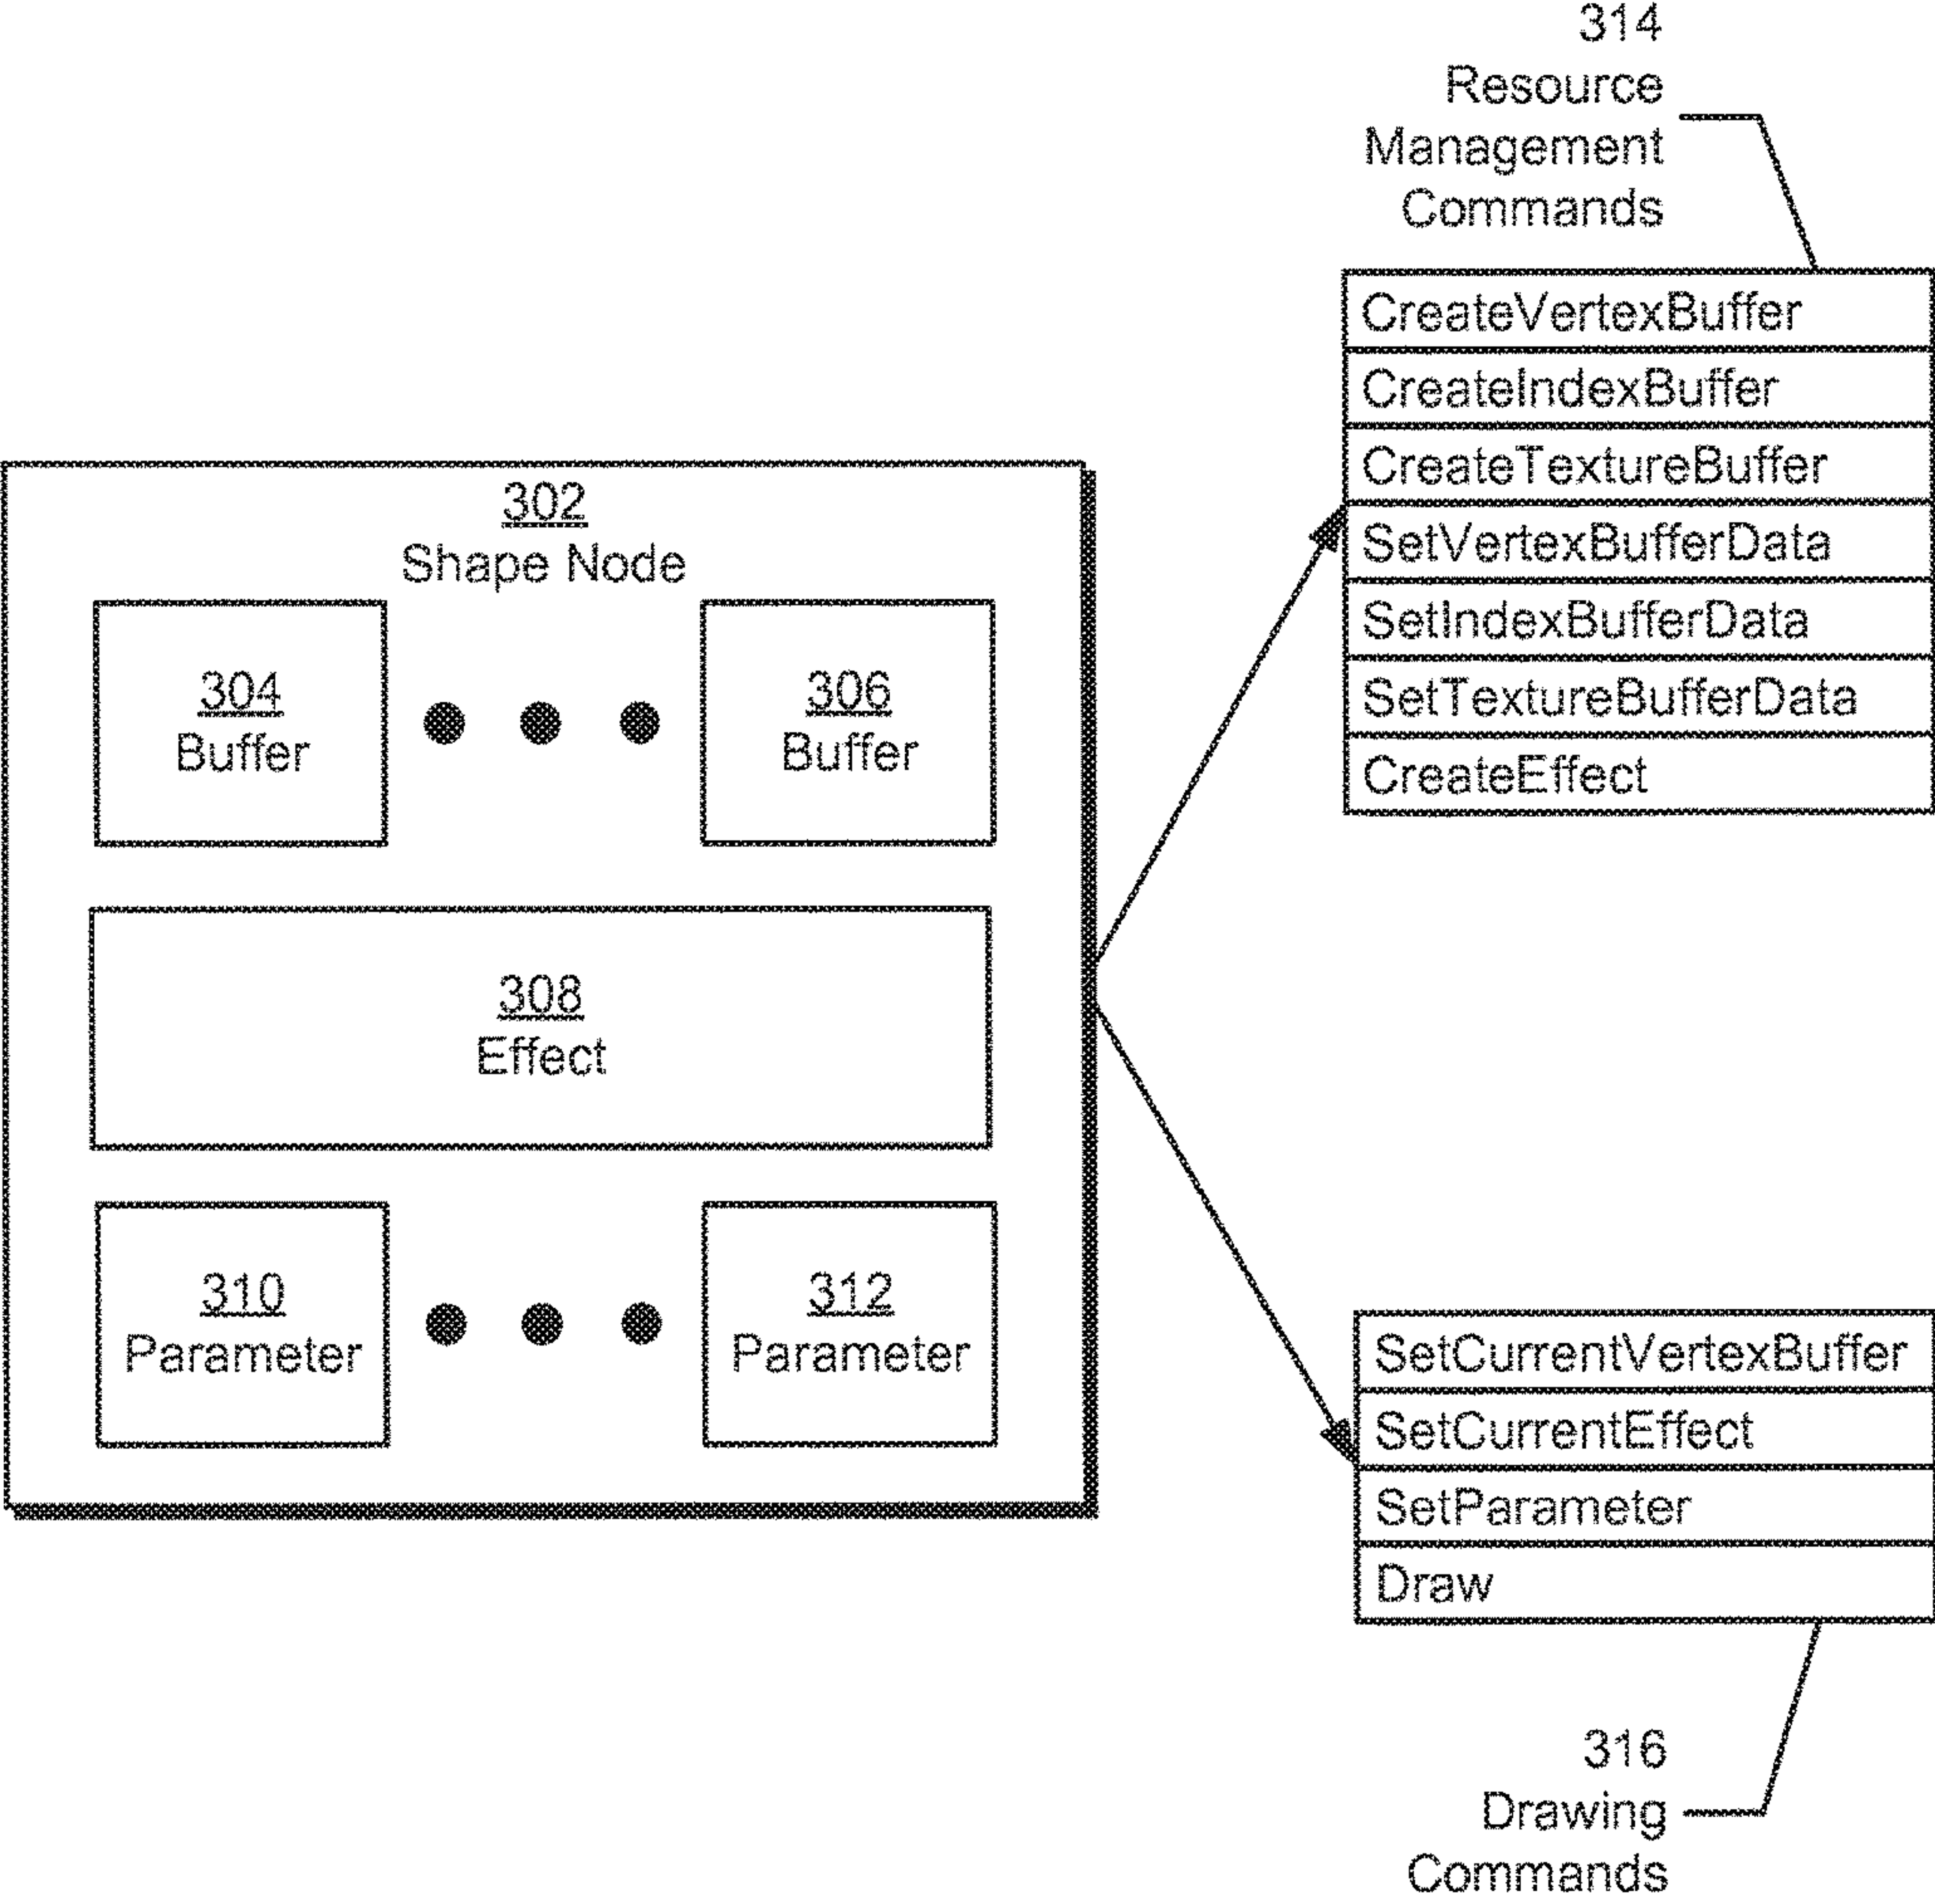 314
Resource
Management
Commands
CreateVertexBuffer
CreateIndexBuffer
CreateTextureBuffer
SetVertexBufferData
SetIndexBufferData
SetTextureBufferData
CreateEffect
302
Shape Node
304
Buffer
306
Buffer
308
Effect
310
Parameter
312
Parameter
SetCurrentVertexBuffer
SetCurrentEffect
SetParameter
Draw
316
Drawing
Commands